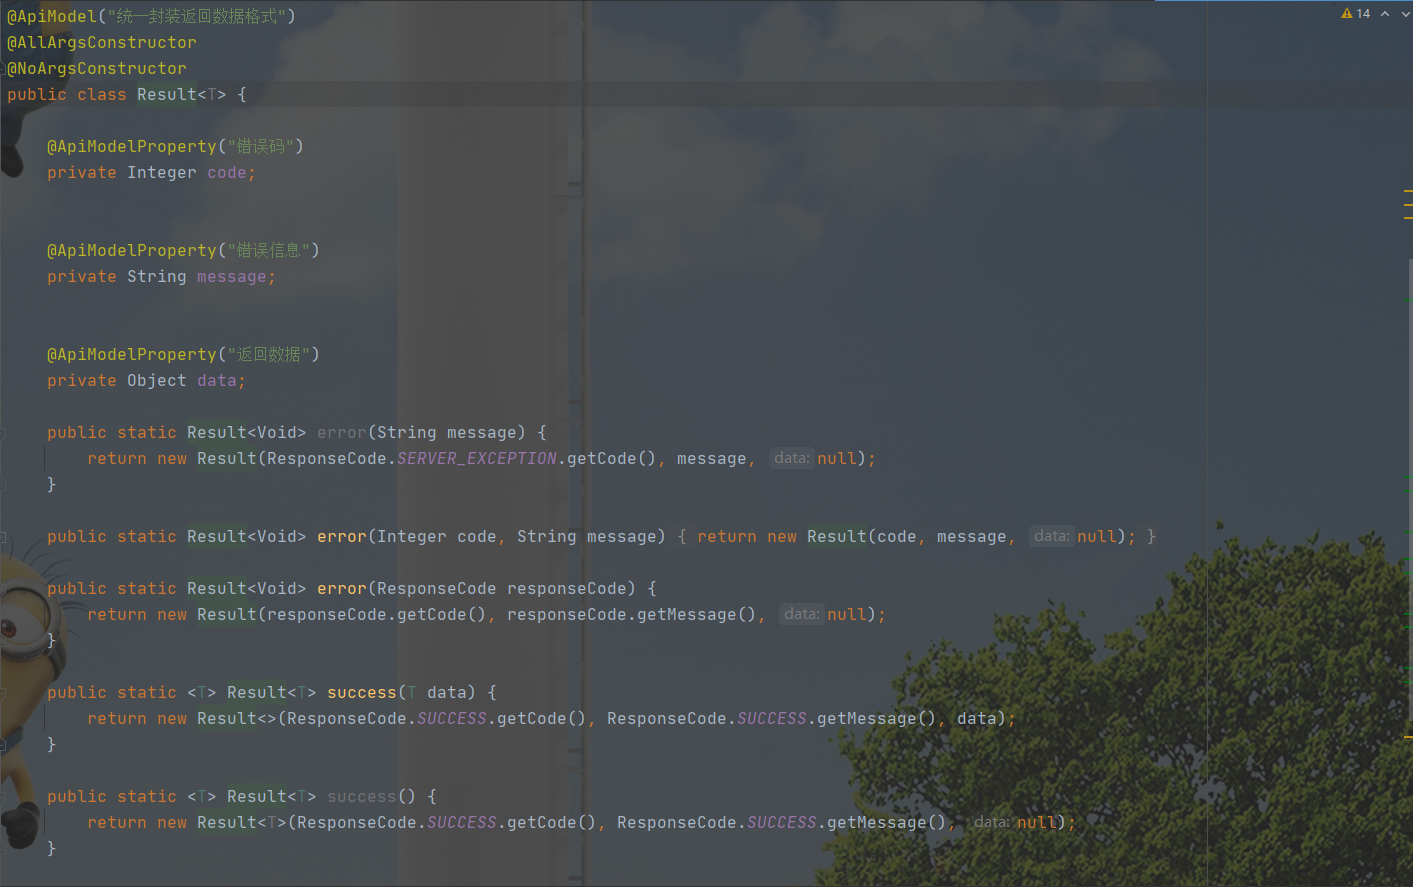 @ApiModel("统一封装返回数据格式")
14
@AllArgsConstructor
@NoArgsConstructor
public class Result<T> {
@ApiModelProperty("错误码")
private Integer code;
@ApiModelProperty("错误信息")
private String message;
@ApiModelProperty("返回数据")
private Object data;
public static Result<Void> error(String message) {
return new Result(ResponseCode.SERVER_EXCEPTION.getCode(), message, data: null);
}
public static Result<Void> error(Integer code, String message) { return new Result(code, message, data: null); }
public static Result<Void> error(ResponseCode responseCode) {
return new Result(responseCode.getCode(), responseCode.getMessage(), data: null);
}
public static <T> Result<T> success(T data) {
return new Result<>(ResponseCode.SUCCESS.getCode(), ResponseCode.SUCCESS.getMessage(), data);
}
public static <T> Result<T> success() {
return new Result<T>(ResponseCode.SUCCESS.getCode(), ResponseCode.SUCCESS.getMessage(), data: null);
}